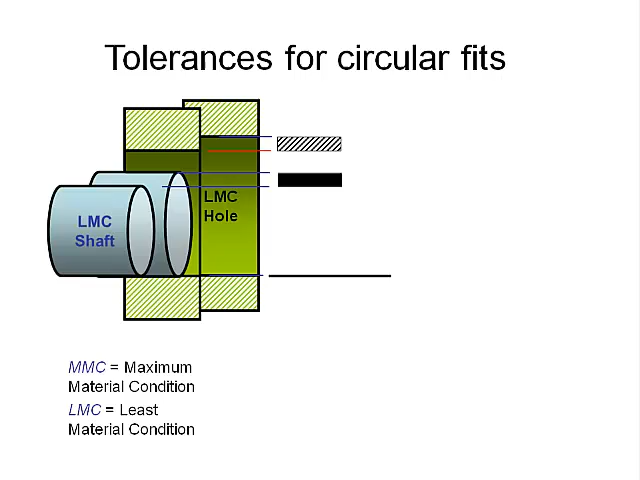 Tolerances for circular fits
LMC
Hole
LMC
Shaft
MMC = Maximum
Material Condition
LMC = Least
Material Condition